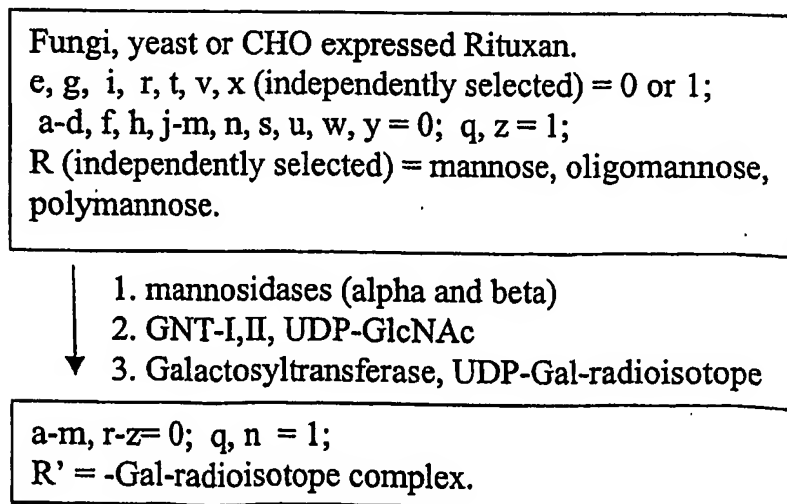 Fungi, yeast or CHO expressed Rituxan.
e, g, i, r, t, v, x (independently selected) = 0 or 1;
a-d, f, h, j-m, n, s, u, w, y = 0; q, z = 1;
R (independently selected) = mannose, oligomannose,
polymannose.
1. mannosidases (alpha and beta)
2. GNT-I,II, UDP-GlcNAc
3. Galactosyltransferase, UDP-Gal-radioisotope
a-m, r-z= 0; q, n = 1;
R' = -Gal-radioisotope complex.